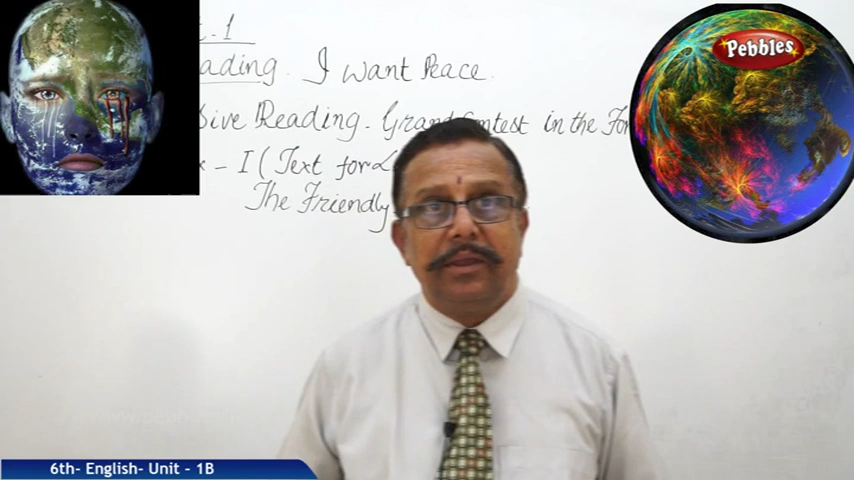 t. 1
ading. I want Peace.
sive Reading. Grand Contest in the For
- I (Text for
The Friendly
Pebbles
6th- English- Unit - 1B